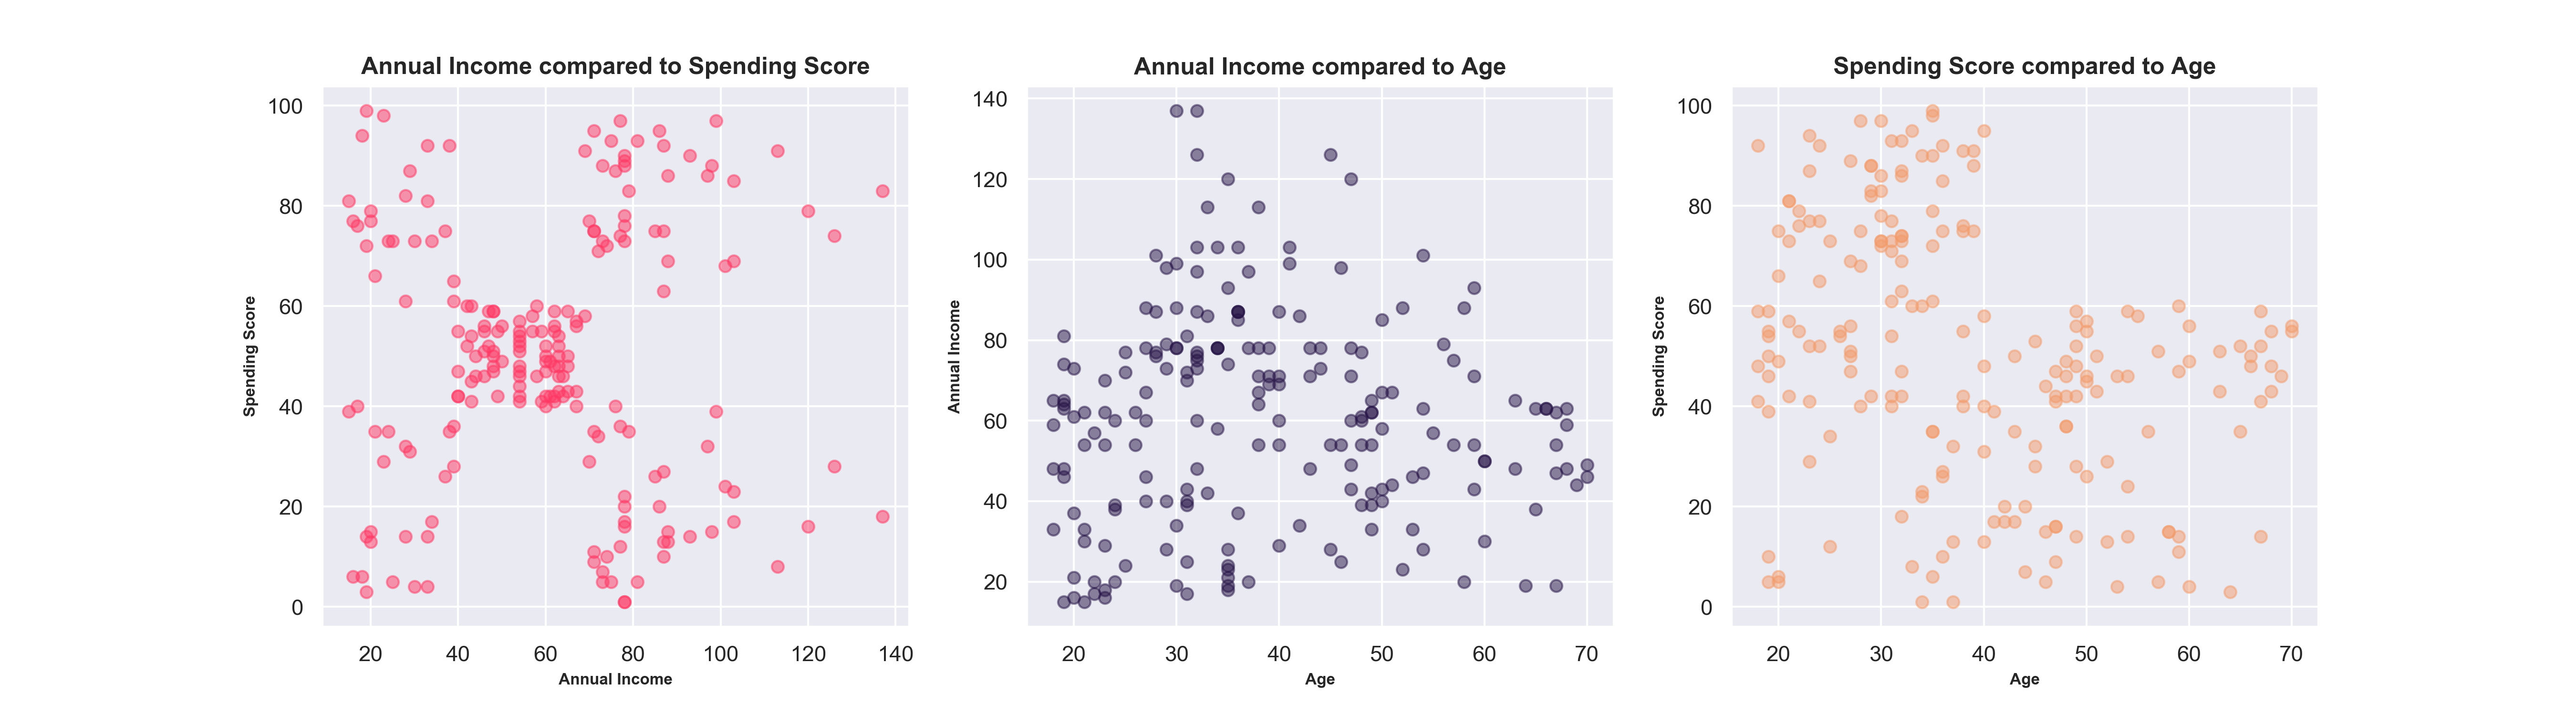 Annual Income compared to Spending Score
100
80
60
40
20
0
Spending Score
20 40 60 80 100 120 140
Annual Income
Annual Income compared to Age
140
120
100
80
60
40
20
Annual Income
20 30 40 50 60 70
Age
Spending Score compared to Age
100
80
60
40
20
0
Spending Score
20 30 40 50 60 70
Age